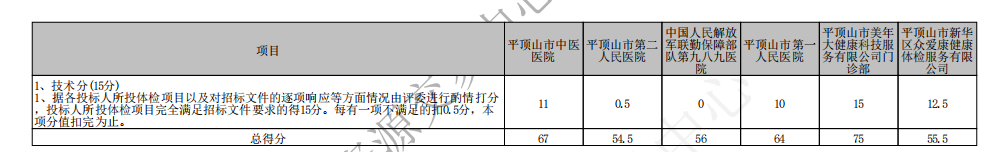 项目
平顶山市中医
医院
平顶山市第二
人民医院
中国人民解放
军联勤保障部
队第九八九医
院
平顶山市第一
人民医院
平顶山市美年
大健康科技服
务有限公司门
诊部
平顶山市新华
区众爱康健康
体检服务有限
公司
1、技术分(15分)
1、据各投标人所投体检项目以及对招标文件的逐项响应等方面情况由评委进行酌情打分
,投标人所投体检项目完全满足招标文件要求的得15分。每有一项不满足的扣0.5分，本
项分值扣完为止。
11
0.5
0
10
15
12.5
总得分
67
54.5
56
64
75
55.5
中心
源交
中心